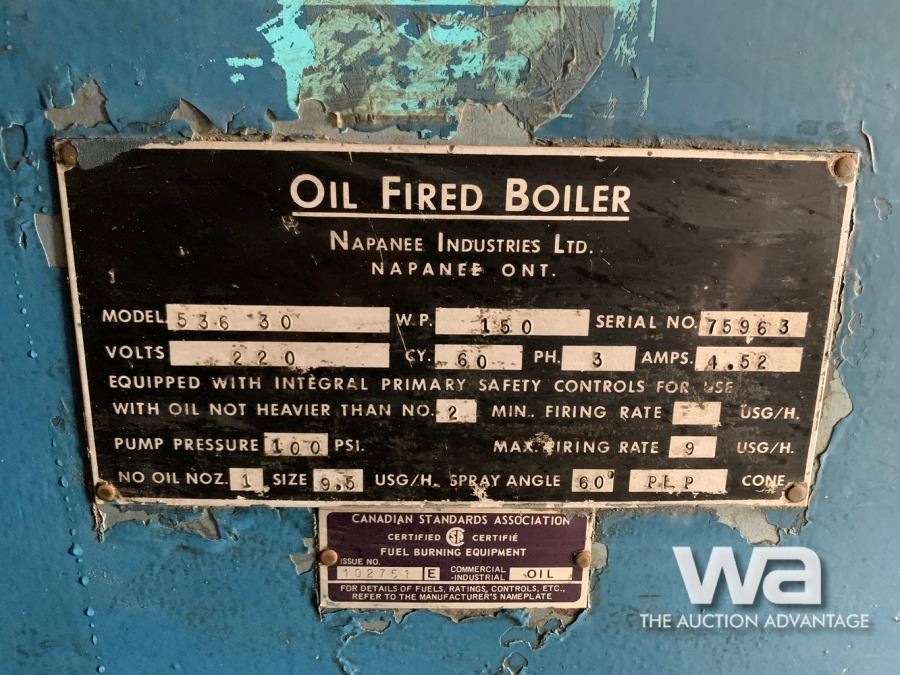 OIL FIRED BOILER
NAPANEE INDUSTRIES LTD.
NAPANEE ONT.
MODEL 536 30 W.P. 150 SERIAL NO. 75963
VOLTS 220 CY. 60 PH. 3 AMPS. 4.52
EQUIPPED WITH INTEGRAL PRIMARY SAFETY CONTROLS FOR USE
WITH OIL NOT HEAVIER THAN NO. 2 MIN. FIRING RATE USG/H.
PUMP PRESSURE 100 PSI. MAX. FIRING RATE 9 USG/H.
NO OIL NOZ. 1 SIZE 9.5 USG/H. SPRAY ANGLE 60° PLP CONE
CANADIAN STANDARDS ASSOCIATION
CERTIFIED SA CERTIFIÉ
FUEL BURNING EQUIPMENT
ISSUE NO. 102751 E COMMERCIAL -INDUSTRIAL OIL
FOR DETAILS OF FUELS, RATINGS, CONTROLS, ETC.,
REFER TO THE MANUFACTURER'S NAMEPLATE
wa
THE AUCTION ADVANTAGE